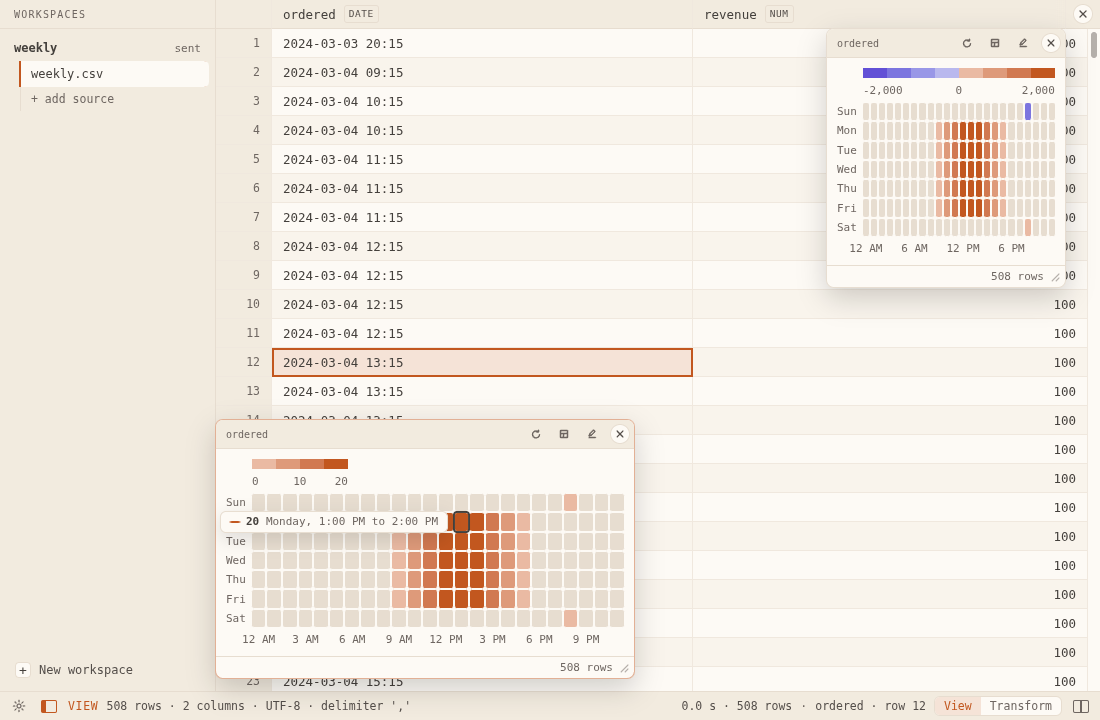 WORKSPACES
weekly sent
weekly.csv
+ add source
+ New workspace
ordered DATE revenue NUM
1 2024-03-03 20:15
2 2024-03-04 09:15
3 2024-03-04 10:15
4 2024-03-04 10:15
5 2024-03-04 11:15
6 2024-03-04 11:15
7 2024-03-04 11:15
8 2024-03-04 12:15
9 2024-03-04 12:15
10 2024-03-04 12:15 100
11 2024-03-04 12:15 100
12 2024-03-04 13:15 100
13 2024-03-04 13:15 100
100
100
100
100
100
100
100
100
100
23 2024-03-04 15:15 100
ordered
-2,000 0 2,000
Sun
Mon
Tue
Wed
Thu
Fri
Sat
12 AM 6 AM 12 PM 6 PM
508 rows
ordered
0 10 20
Sun
20 Monday, 1:00 PM to 2:00 PM
Tue
Wed
Thu
Fri
Sat
12 AM 3 AM 6 AM 9 AM 12 PM 3 PM 6 PM 9 PM
508 rows
VIEW 508 rows · 2 columns · UTF-8 · delimiter ',' 0.0 s · 508 rows · ordered · row 12 View Transform